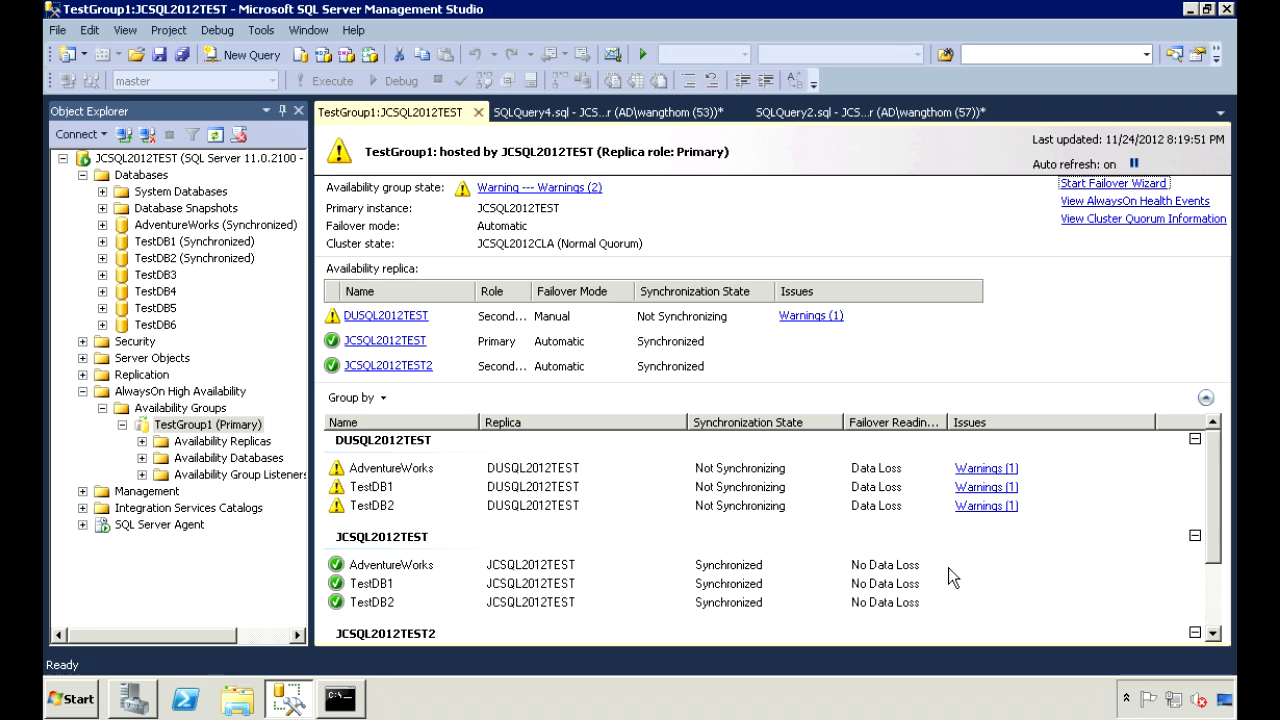 TestGroup1:JCSQL2012TEST - Microsoft SQL Server Management Studio
File Edit View Project Debug Tools Window Help
New Query
master Execute Debug
Object Explorer
Connect
JCSQL2012TEST (SQL Server 11.0.2100 -
Databases
System Databases
Database Snapshots
AdventureWorks (Synchronized)
TestDB1 (Synchronized)
TestDB2 (Synchronized)
TestDB3
TestDB4
TestDB5
TestDB6
Security
Server Objects
Replication
AlwaysOn High Availability
Availability Groups
TestGroup1 (Primary)
Availability Replicas
Availability Databases
Availability Group Listeners
Management
Integration Services Catalogs
SQL Server Agent
TestGroup1:JCSQL2012TEST SQLQuery4.sql - JCS...r (AD\wangthom (53))* SQLQuery2.sql - JCS...r (AD\wangthom (57))*
TestGroup1: hosted by JCSQL2012TEST (Replica role: Primary)
Last updated: 11/24/2012 8:19:51 PM
Auto refresh: on
Availability group state: Warning --- Warnings (2)
Primary instance: JCSQL2012TEST
Failover mode: Automatic
Cluster state: JCSQL2012CLA (Normal Quorum)
Start Failover Wizard
View AlwaysOn Health Events
View Cluster Quorum Information
Availability replica:
Name Role Failover Mode Synchronization State Issues
DUSQL2012TEST Second... Manual Not Synchronizing Warnings (1)
JCSQL2012TEST Primary Automatic Synchronized
JCSQL2012TEST2 Second... Automatic Synchronized
Group by
Name Replica Synchronization State Failover Readin... Issues
DUSQL2012TEST
AdventureWorks DUSQL2012TEST Not Synchronizing Data Loss Warnings (1)
TestDB1 DUSQL2012TEST Not Synchronizing Data Loss Warnings (1)
TestDB2 DUSQL2012TEST Not Synchronizing Data Loss Warnings (1)
JCSQL2012TEST
AdventureWorks JCSQL2012TEST Synchronized No Data Loss
TestDB1 JCSQL2012TEST Synchronized No Data Loss
TestDB2 JCSQL2012TEST Synchronized No Data Loss
JCSQL2012TEST2
Ready
Start